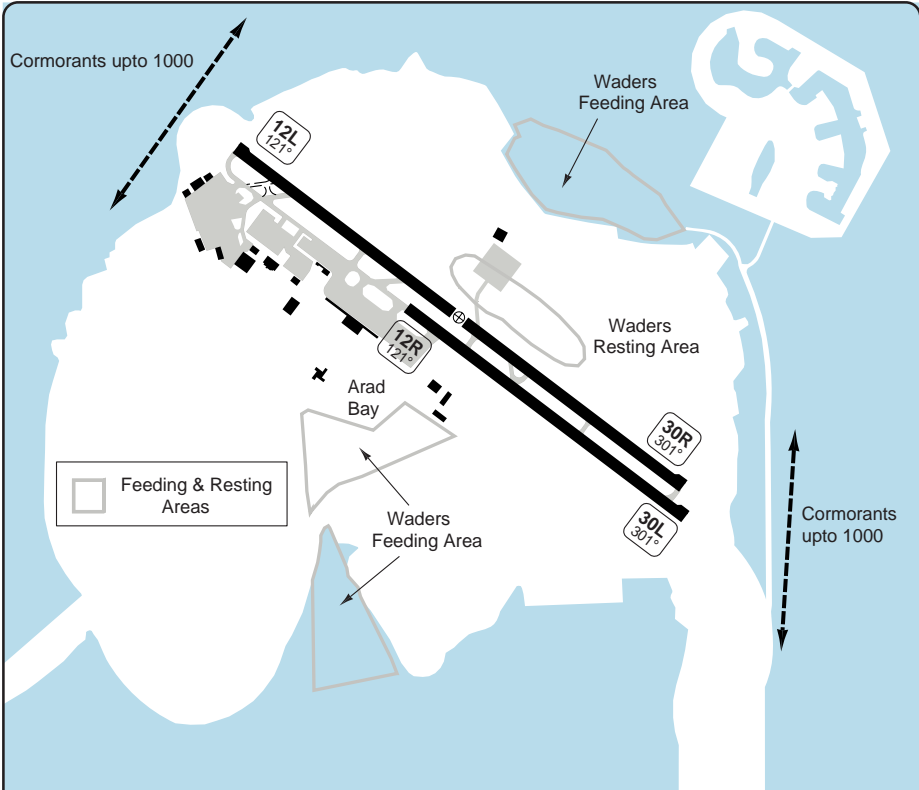 Cormorants upto 1000
Waders
Feeding Area
12L
121°
Waders
Resting Area
12R
121°
Arad
Bay
30R
301°
Feeding & Resting
Areas
Waders
Feeding Area
30L
301°
Cormorants
upto 1000